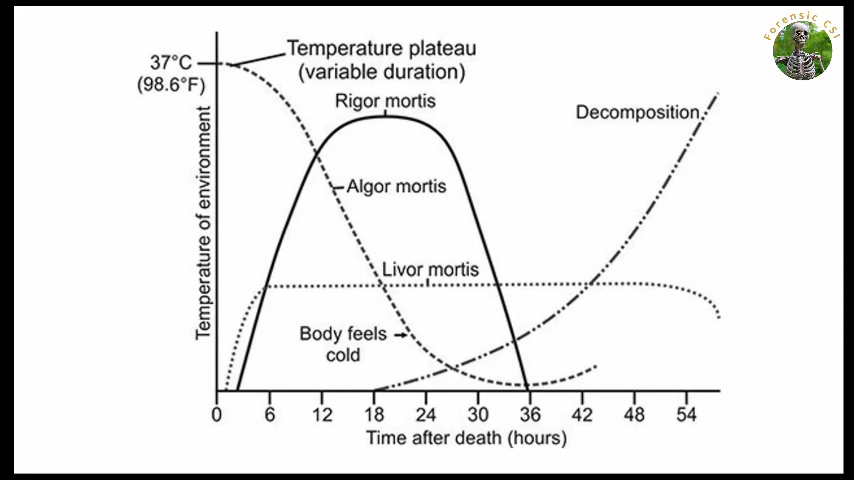 Forensic CSI
37°C
(98.6°F)
Temperature plateau
(variable duration)
Rigor mortis
Decomposition
Algor mortis
Livor mortis
Body feels
cold
Temperature of environment
0 6 12 18 24 30 36 42 48 54
Time after death (hours)